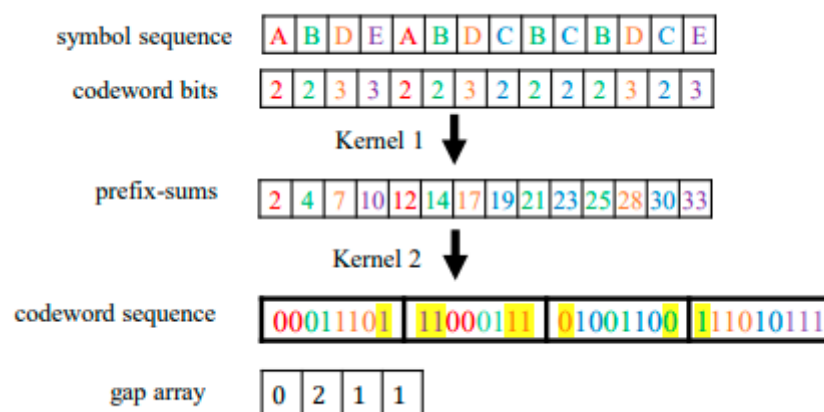 symbol sequence A B D E A B D C B C B D C E
codeword bits 2 2 3 3 2 2 3 2 2 2 2 3 2 3
Kernel 1
prefix-sums 2 4 7 10 12 14 17 19 21 23 25 28 30 33
Kernel 2
codeword sequence 00011101 11000111 01001100 111010111
gap array 0 2 1 1